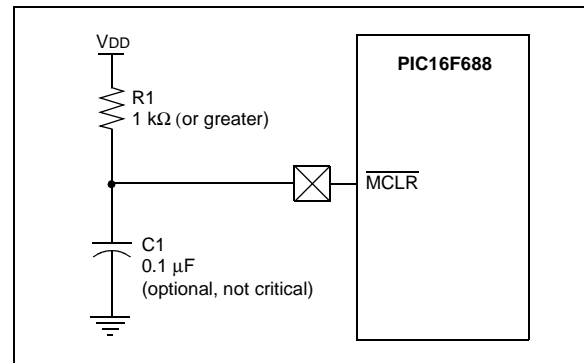 VDD
PIC16F688
R1
1 kΩ (or greater)
MCLR
C1
0.1 μF
(optional, not critical)